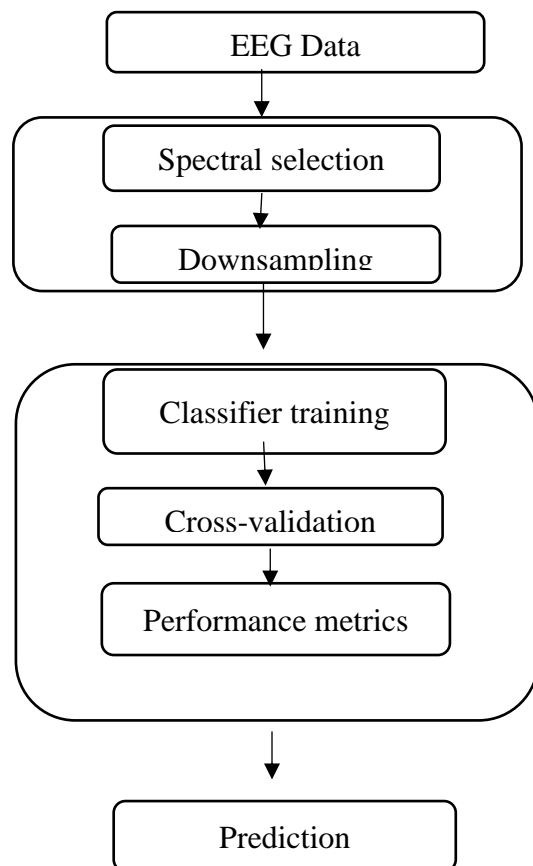 EEG Data
Spectral selection
Downsampling
Classifier training
Cross-validation
Performance metrics
Prediction